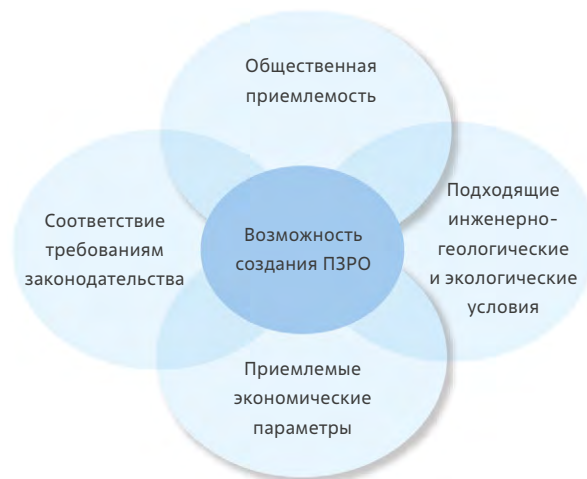 Общественная
приемлемость
Соответствие
требованиям
законодательства
Возможность
создания ПЗРО
Подходящие
инженерно-
геологические
и экологические
условия
Приемлемые
экономические
параметры